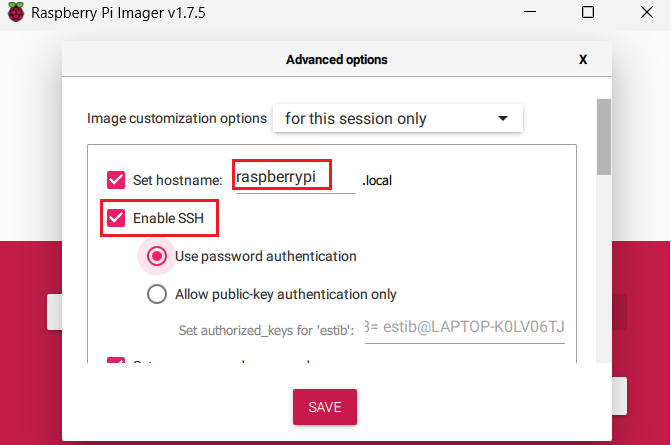 Raspberry Pi Imager v1.7.5
Advanced options X
Image customization options for this session only
Set hostname: raspberrypi .local
Enable SSH
Use password authentication
Allow public-key authentication only
Set authorized_keys for 'estib': 3= estib@LAPTOP-K0LV06TJ
SAVE